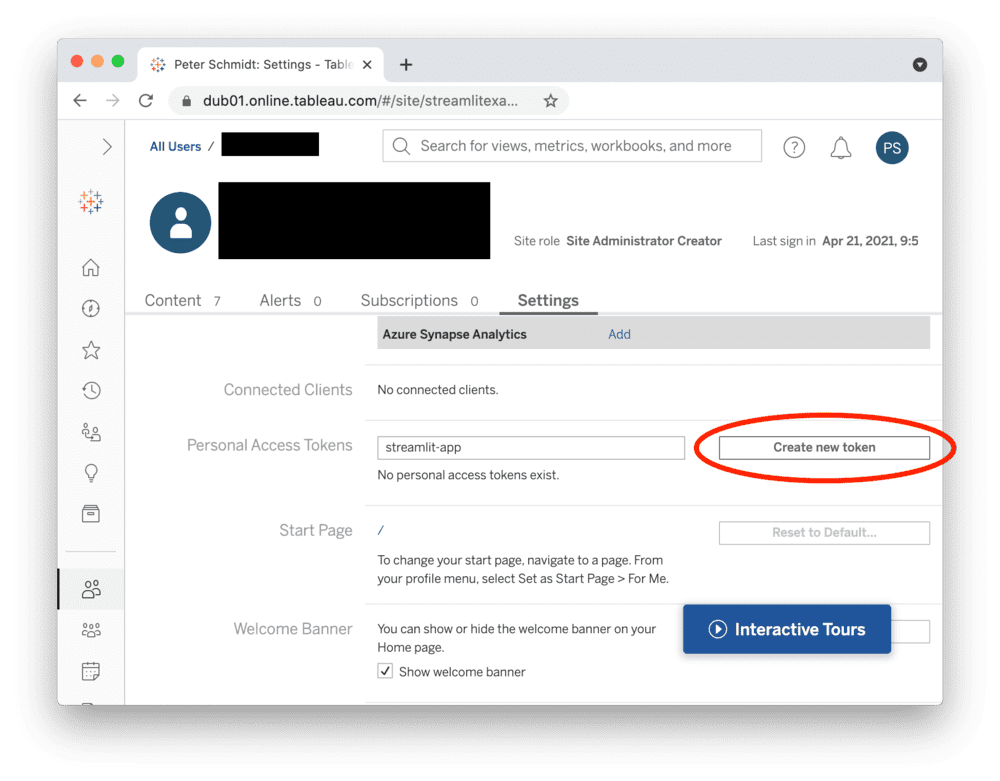 Peter Schmidt: Settings - Table
dub01.online.tableau.com/#/site/streamlitexa...
All Users /
Search for views, metrics, workbooks, and more
?
PS
Site role Site Administrator Creator
Last sign in Apr 21, 2021, 9:5
Content 7
Alerts 0
Subscriptions 0
Settings
Azure Synapse Analytics
Add
Connected Clients
No connected clients.
Personal Access Tokens
streamlit-app
Create new token
No personal access tokens exist.
Start Page
/
Reset to Default...
To change your start page, navigate to a page. From
your profile menu, select Set as Start Page > For Me.
Welcome Banner
You can show or hide the welcome banner on your
Home page.
Interactive Tours
Show welcome banner